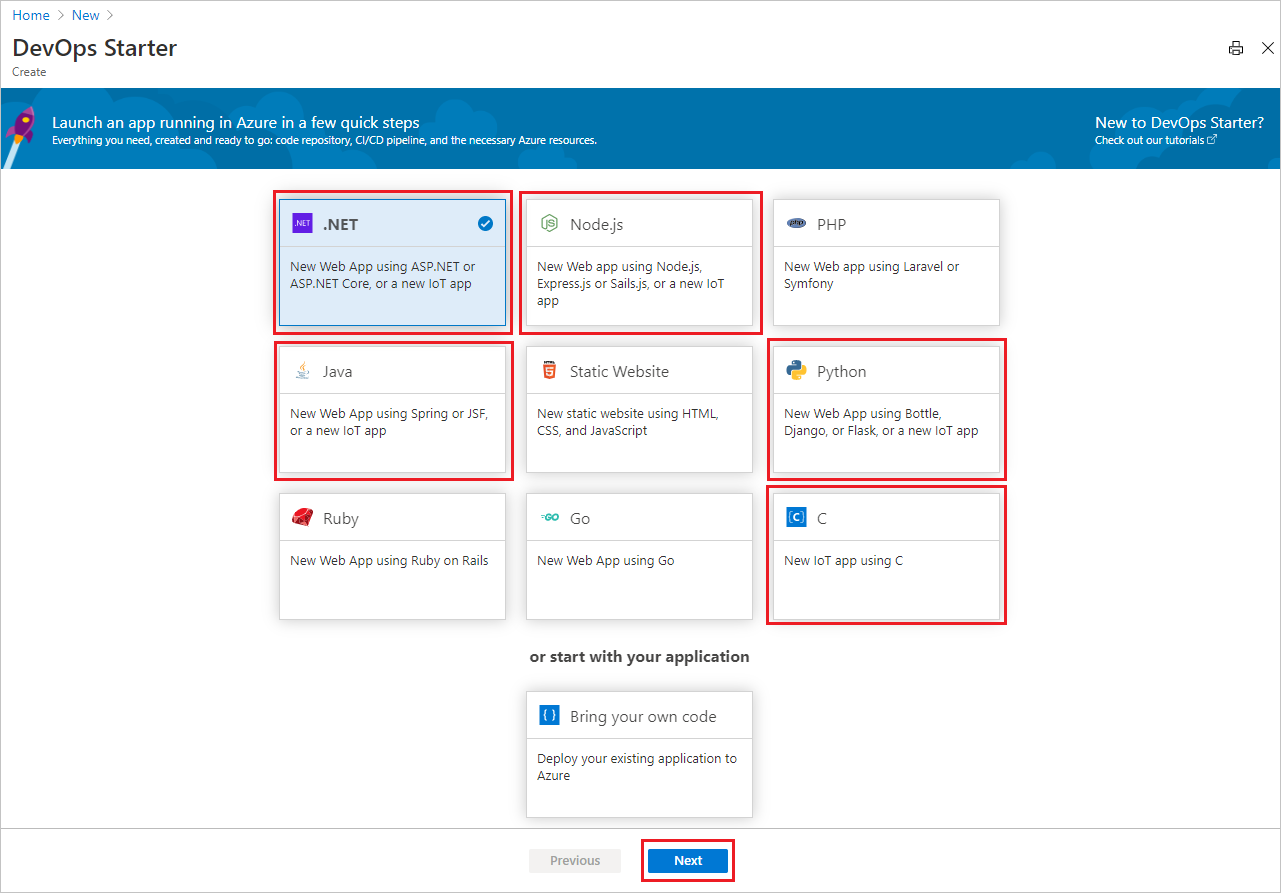 Home > New >
DevOps Starter
Create
Launch an app running in Azure in a few quick steps
Everything you need, created and ready to go: code repository, CI/CD pipeline, and the necessary Azure resources.
New to DevOps Starter?
Check out our tutorials
.NET .NET
New Web App using ASP.NET or
ASP.NET Core, or a new IoT app
JS Node.js
New Web app using Node.js,
Express.js or Sails.js, or a new IoT
app
php PHP
New Web app using Laravel or
Symfony
Java
New Web App using Spring or JSF,
or a new IoT app
HTML 5 Static Website
New static website using HTML,
CSS, and JavaScript
Python
New Web App using Bottle,
Django, or Flask, or a new IoT app
Ruby
New Web App using Ruby on Rails
GO Go
New Web App using Go
[C] C
New IoT app using C
or start with your application
{ } Bring your own code
Deploy your existing application to
Azure
Previous
Next